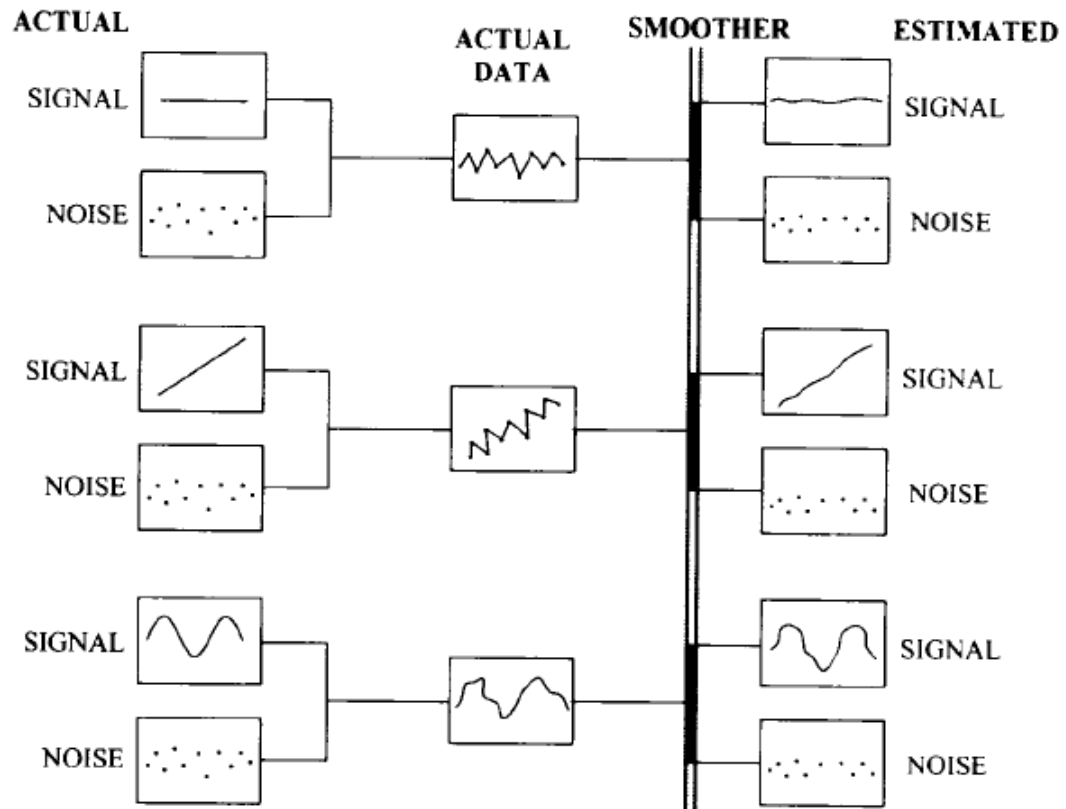 ACTUAL
ACTUAL
DATA
SMOOTHER
ESTIMATED
SIGNAL
SIGNAL
NOISE
NOISE
SIGNAL
SIGNAL
NOISE
NOISE
SIGNAL
SIGNAL
NOISE
NOISE